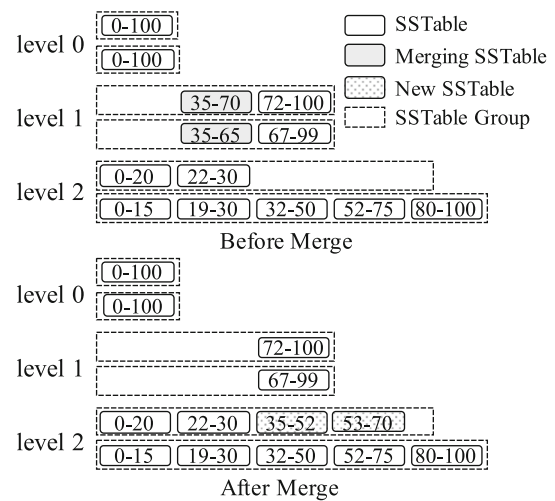 level 0
0-100
0-100
SSTable
Merging SSTable
New SSTable
SSTable Group
level 1
35-70 72-100
35-65 67-99
level 2
0-20 22-30
0-15 19-30 32-50 52-75 80-100
Before Merge
level 0
0-100
0-100
level 1
72-100
67-99
level 2
0-20 22-30 35-52 53-70
0-15 19-30 32-50 52-75 80-100
After Merge